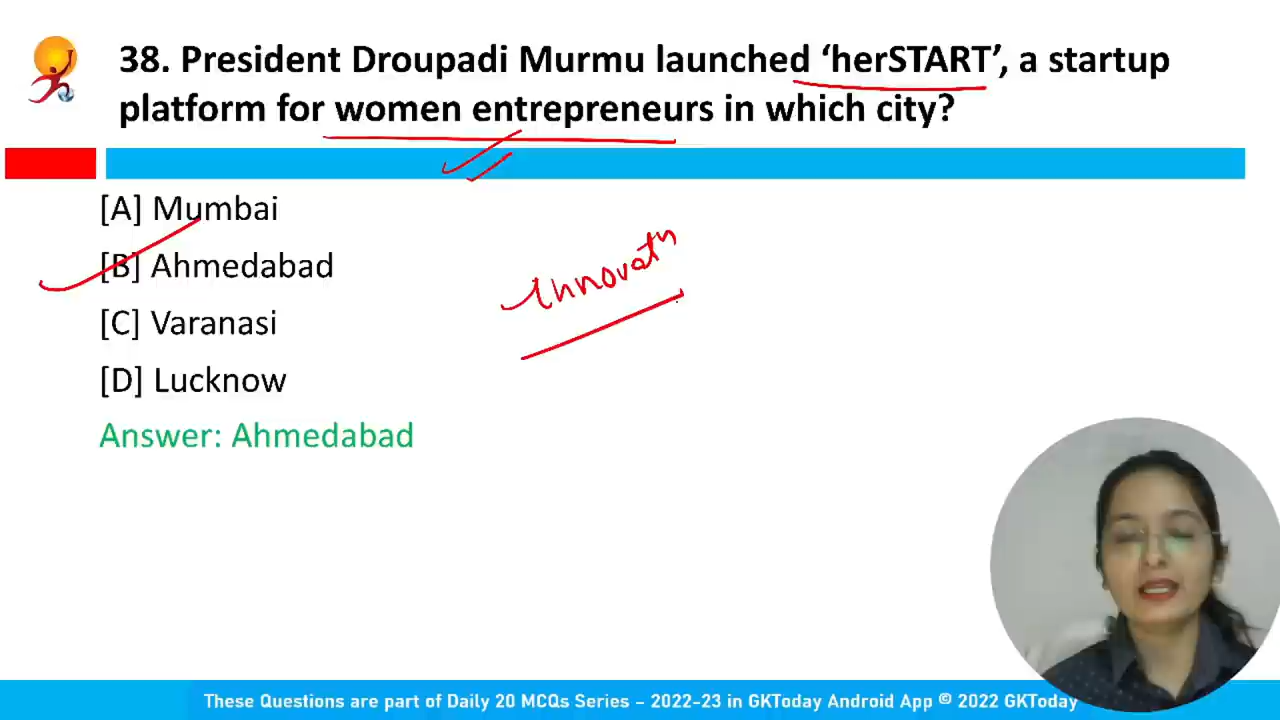 38. President Droupadi Murmu launched ‘herSTART’, a startup
platform for women entrepreneurs in which city?
[A] Mumbai
[B] Ahmedabad
[C] Varanasi
[D] Lucknow
Answer: Ahmedabad
These Questions are part of Daily 20 MCQs Series – 2022-23 in GKToday Android App © 2022 GKToday